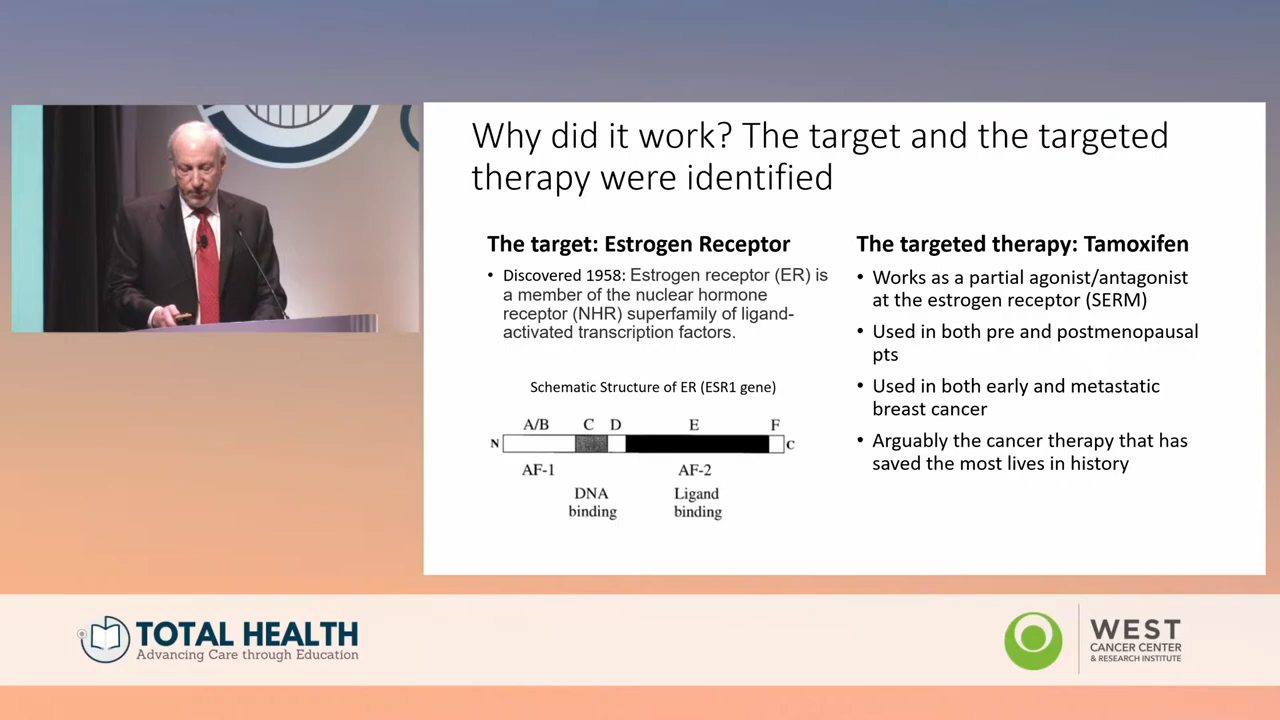 Why did it work? The target and the targeted
therapy were identified
The target: Estrogen Receptor
• Discovered 1958: Estrogen receptor (ER) is
a member of the nuclear hormone
receptor (NHR) superfamily of ligand-
activated transcription factors.
Schematic Structure of ER (ESR1 gene)
A/B C D E F
N C
AF-1 AF-2
DNA
binding
Ligand
binding
The targeted therapy: Tamoxifen
• Works as a partial agonist/antagonist
at the estrogen receptor (SERM)
• Used in both pre and postmenopausal
pts
• Used in both early and metastatic
breast cancer
• Arguably the cancer therapy that has
saved the most lives in history
TOTAL HEALTH
Advancing Care through Education
WEST
CANCER CENTER
& RESEARCH INSTITUTE